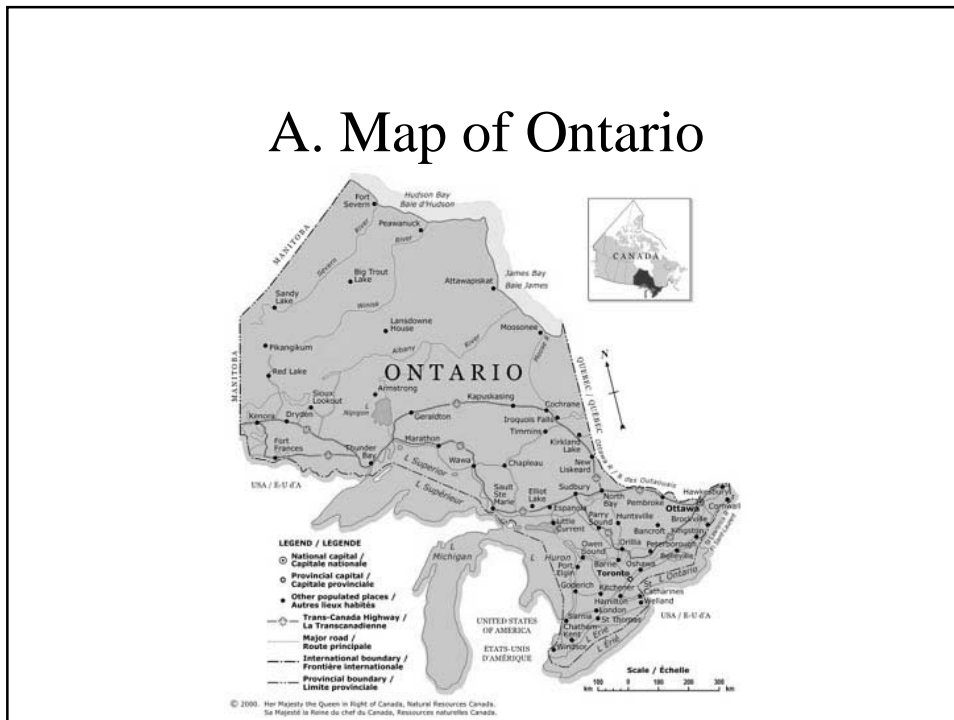 A. Map of Ontario
Hudson Bay
Baie d'Hudson
Fort
Severn
Peawanuck
River
River
Severn
MANITOBA
Big Trout
Lake
Attawapiskat
James Bay
Baie James
CANADA
Sandy
Lake
Winisk
Lansdowne
House
Moosonee
Pikangikum
Albany
River
Moose R
N
MANITOBA
Red Lake
ONTARIO
QUEBEC / QUÉBEC
Armstrong
Sioux
Lookout
L
Nipigon
Kapuskasing
Cochrane
Kenora
Dryden
Geraldton
Iroquois Falls
Timmins
Fort
Frances
Thunder
Bay
Marathon
Kirkland
Lake
Ottawa R / R des Outaouais
Wawa
Chapleau
New
Liskeard
L Superior
L Supérieur
USA / É-U d'A
Sault
Ste
Marie
Elliot
Lake
Sudbury
North
Bay
Pembroke
Hawkesbury
Ottawa
Cornwall
Espanola
Parry
Sound
Huntsville
Brockville
Little
Current
Bancroft
Kingston
Owen
Sound
Orillia
Peterborough
Belleville
L
Michigan
L Huron
Barrie
Port
Elgin
Toronto
Oshawa
L Ontario
Goderich
Kitchener
St
Catharines
Hamilton
Welland
London
Sarnia
St Thomas
USA / É-U d'A
Chatham
Kent
L Erie
L Érié
Windsor
UNITED STATES
OF AMERICA
ÉTATS-UNIS
D'AMÉRIQUE
LEGEND / LÉGENDE
National capital /
Capitale nationale
Provincial capital /
Capitale provinciale
Other populated places /
Autres lieux habités
Trans-Canada Highway /
La Transcanadienne
Major road /
Route principale
International boundary /
Frontière internationale
Provincial boundary /
Limite provinciale
Scale / Échelle
km 100 0 100 200 300 km
© 2000. Her Majesty the Queen in Right of Canada, Natural Resources Canada.
Sa Majesté la Reine du chef du Canada, Ressources naturelles Canada.